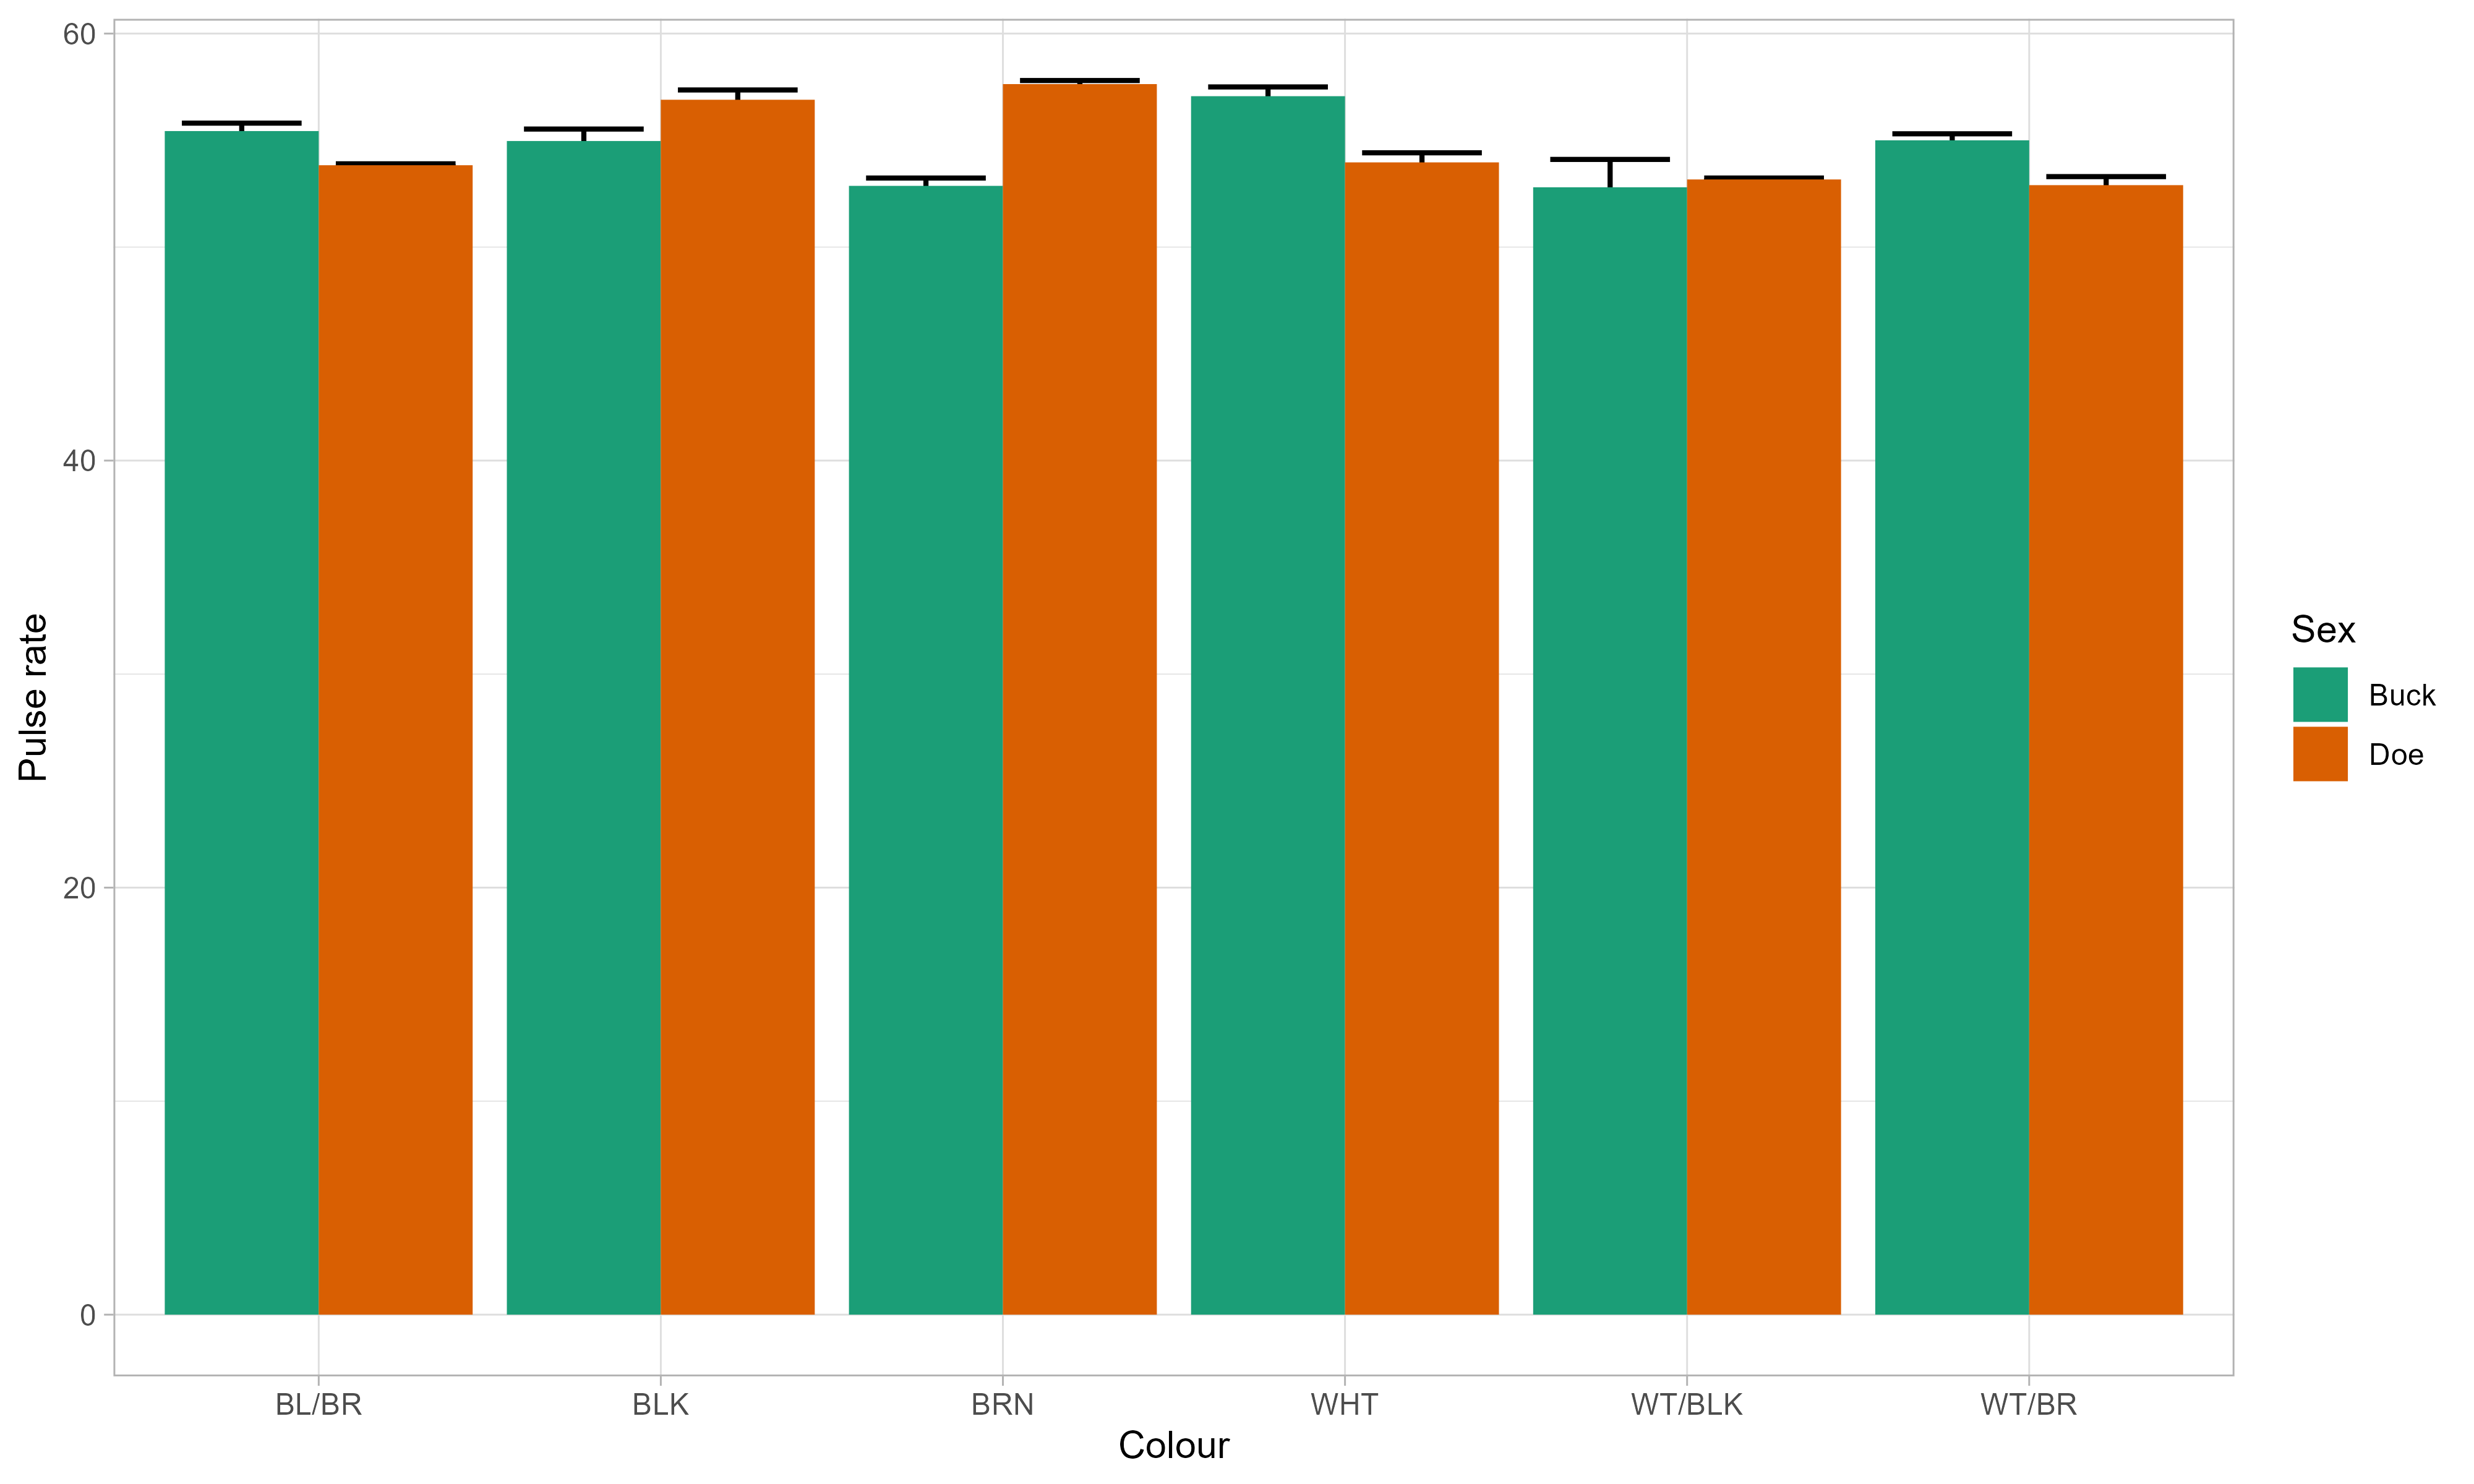 60
40
20
0
Pulse rate
BL/BR
BLK
BRN
WHT
WT/BLK
WT/BR
Colour
Sex
Buck
Doe